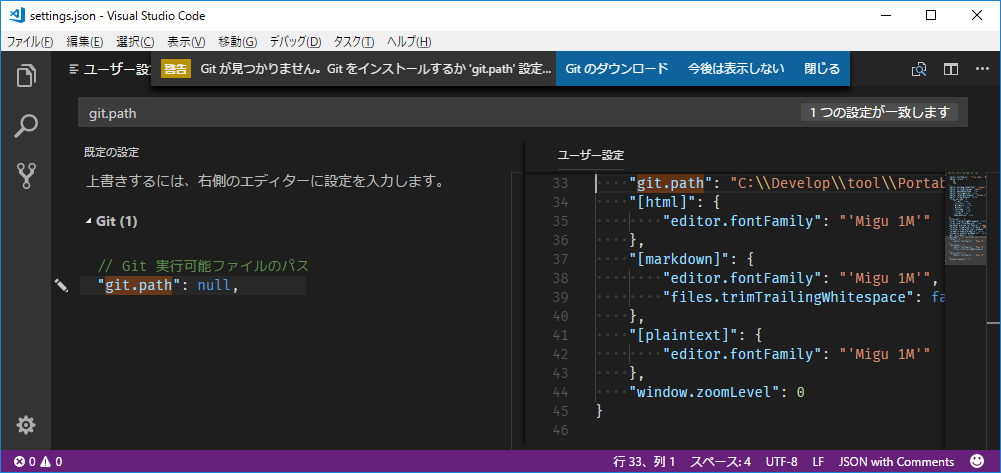 settings.json - Visual Studio Code
ファイル(F) 編集(E) 選択(C) 表示(V) 移動(G) デバッグ(D) タスク(T) ヘルプ(H)
ユーザー設定
警告 Git が見つかりません。Git をインストールするか 'git.path' 設定... Git のダウンロード 今後は表示しない 閉じる
git.path 1 つの設定が一致します
既定の設定
上書きするには、右側のエディターに設定を入力します。
Git (1)
// Git 実行可能ファイルのパス
"git.path": null,
ユーザー設定
33 "git.path": "C:\\Develop\\tool\\Portab
34 "[html]": {
35 "editor.fontFamily": "'Migu 1M'"
36 },
37 "[markdown]": {
38 "editor.fontFamily": "'Migu 1M'",
39 "files.trimTrailingWhitespace": fa
40 },
41 "[plaintext]": {
42 "editor.fontFamily": "'Migu 1M'"
43 },
44 "window.zoomLevel": 0
45 }
46
0 0 行 33、列 1 スペース: 4 UTF-8 LF JSON with Comments